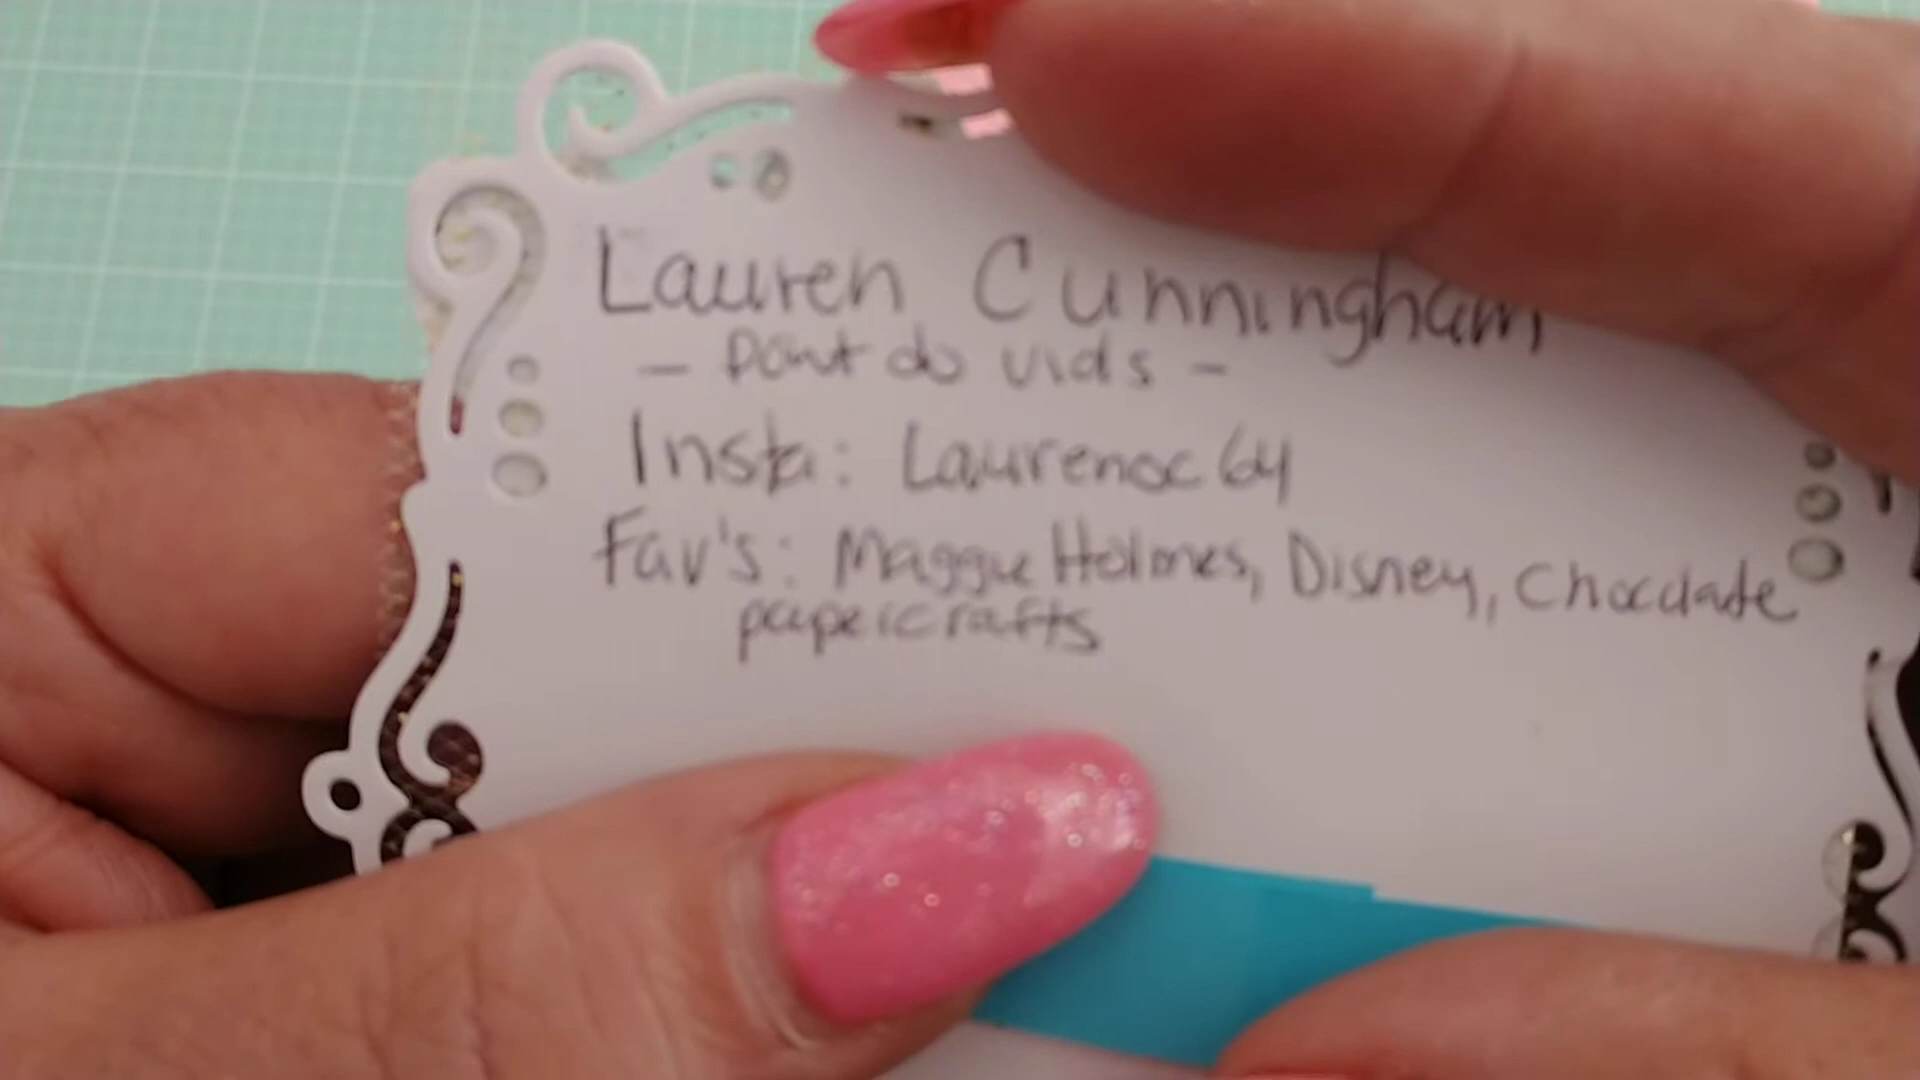 Lauren Cunningham
- Dont do vids -
Insta: Laurenoc64
Fav's: Maggie Holmes, Disney, Chocolate
papercrafts